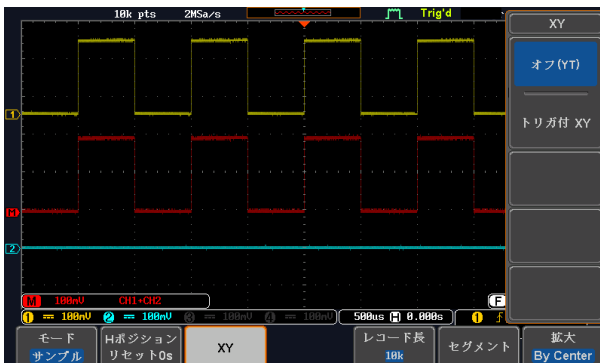 10k pts 2MSa/s Trig'd
XY
オフ(YT)
トリガ付 XY
1
M
2
M 100mV CH1+CH2
F
1 100mV 2 100mV 3 100mV 4 100mV 500us H 0.000s 1
モード
サンプル
Hポジション
リセット0s
XY
レコード長
10k
セグメント
拡大
By Center